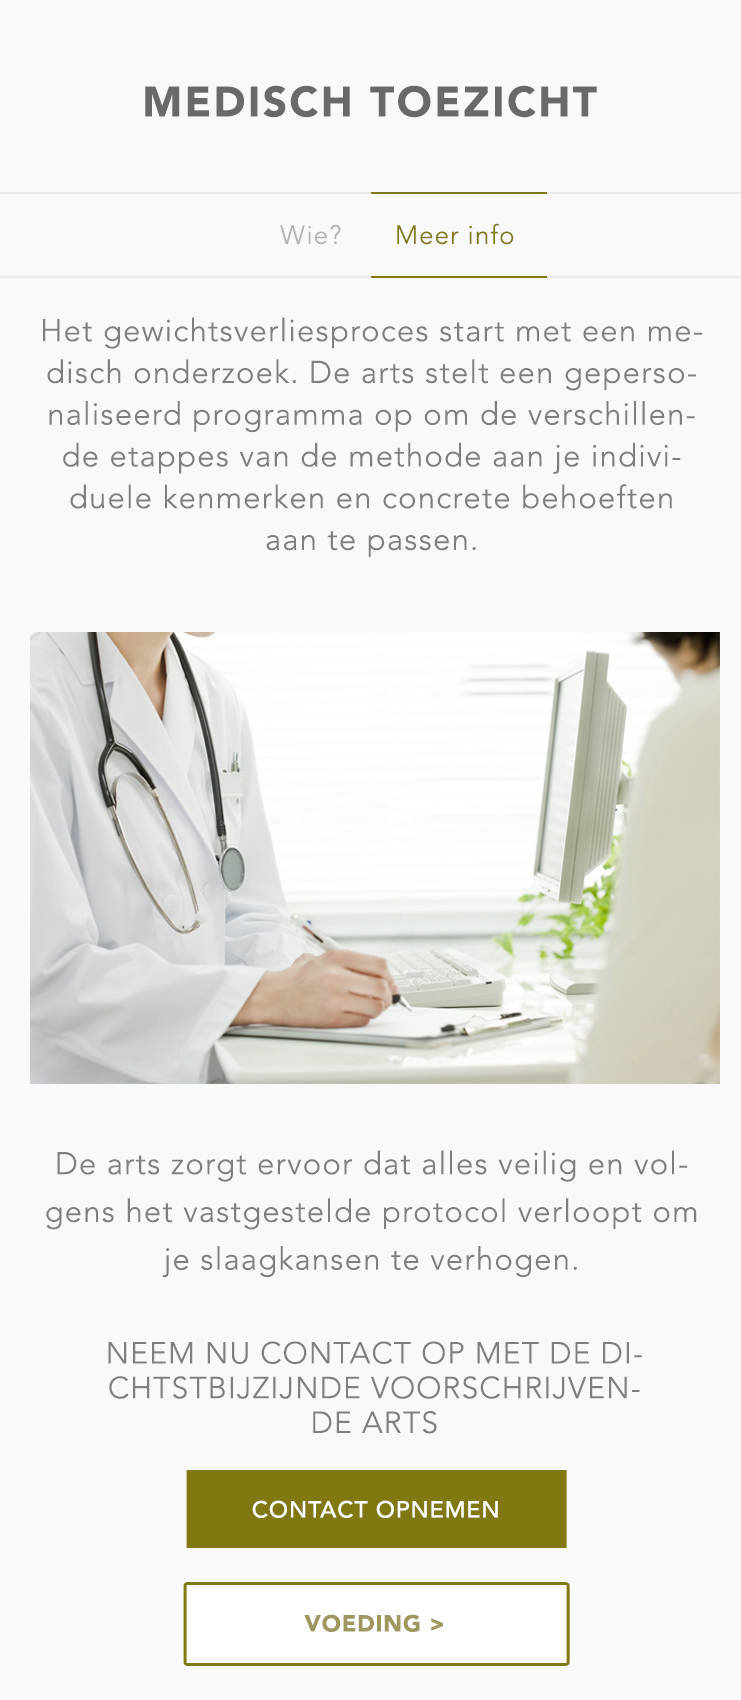 MEDISCH TOEZICHT
Wie? Meer info
Het gewichtsverliesproces start met een me-
disch onderzoek. De arts stelt een geperso-
naliseerd programma op om de verschillen-
de etappes van de methode aan je indivi-
duele kenmerken en concrete behoeften
aan te passen.
De arts zorgt ervoor dat alles veilig en vol-
gens het vastgestelde protocol verloopt om
je slaagkansen te verhogen.
NEEM NU CONTACT OP MET DE DI-
CHTSTBIJZIJNDE VOORSCHRIJVEN-
DE ARTS
CONTACT OPNEMEN
VOEDING >